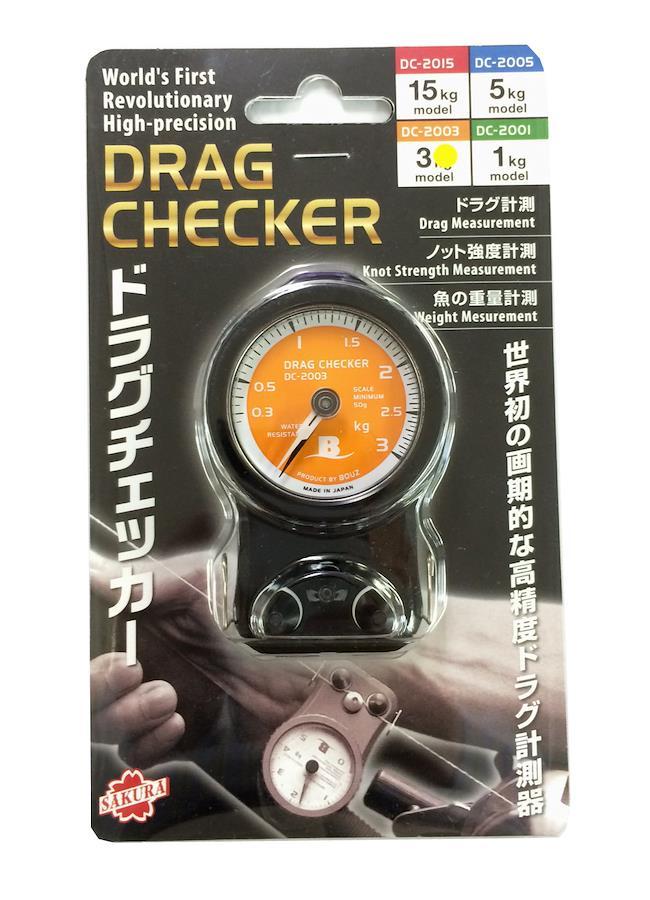 World's First
Revolutionary
High-precision
DRAG
CHECKER
ドラグチェッカー
DC-2015
15kg
model
DC-2005
5kg
model
DC-2003
3
model
DC-2001
1kg
model
ドラグ計測
Drag Measurement
ノット強度計測
Knot Strength Measurement
魚の重量計測
Weight Mesurement
世界初の画期的な高精度ドラグ計測器
0.3
0.5
1
1.5
2
2.5
3
kg
DRAG CHECKER
DC-2003
SCALE
MINIMUM
50g
WATER
RESISTANT
B
PRODUCT BY BOUZ
MADE IN JAPAN
SAKURA